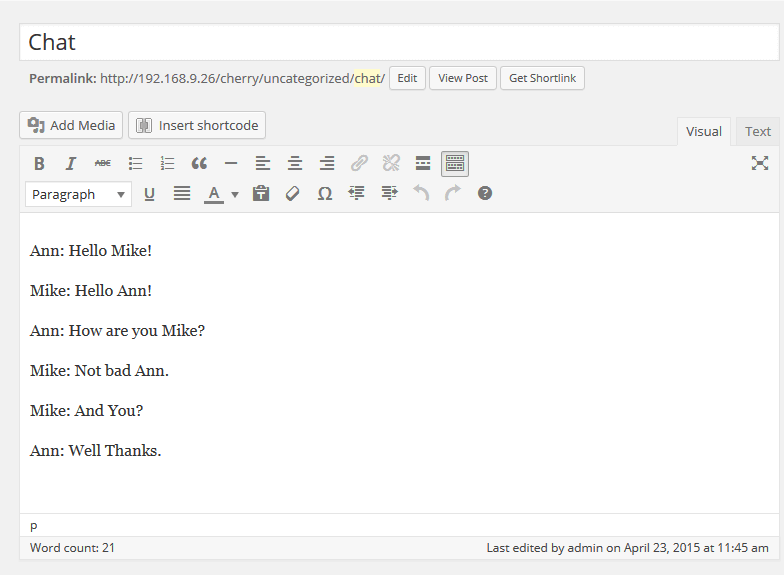 Chat
Permalink: http://192.168.9.26/cherry/uncategorized/chat/ Edit View Post Get Shortlink
Add Media Insert shortcode Visual Text
B I ABC
Paragraph U A Ω ?
Ann: Hello Mike!
Mike: Hello Ann!
Ann: How are you Mike?
Mike: Not bad Ann.
Mike: And You?
Ann: Well Thanks.
p
Word count: 21 Last edited by admin on April 23, 2015 at 11:45 am